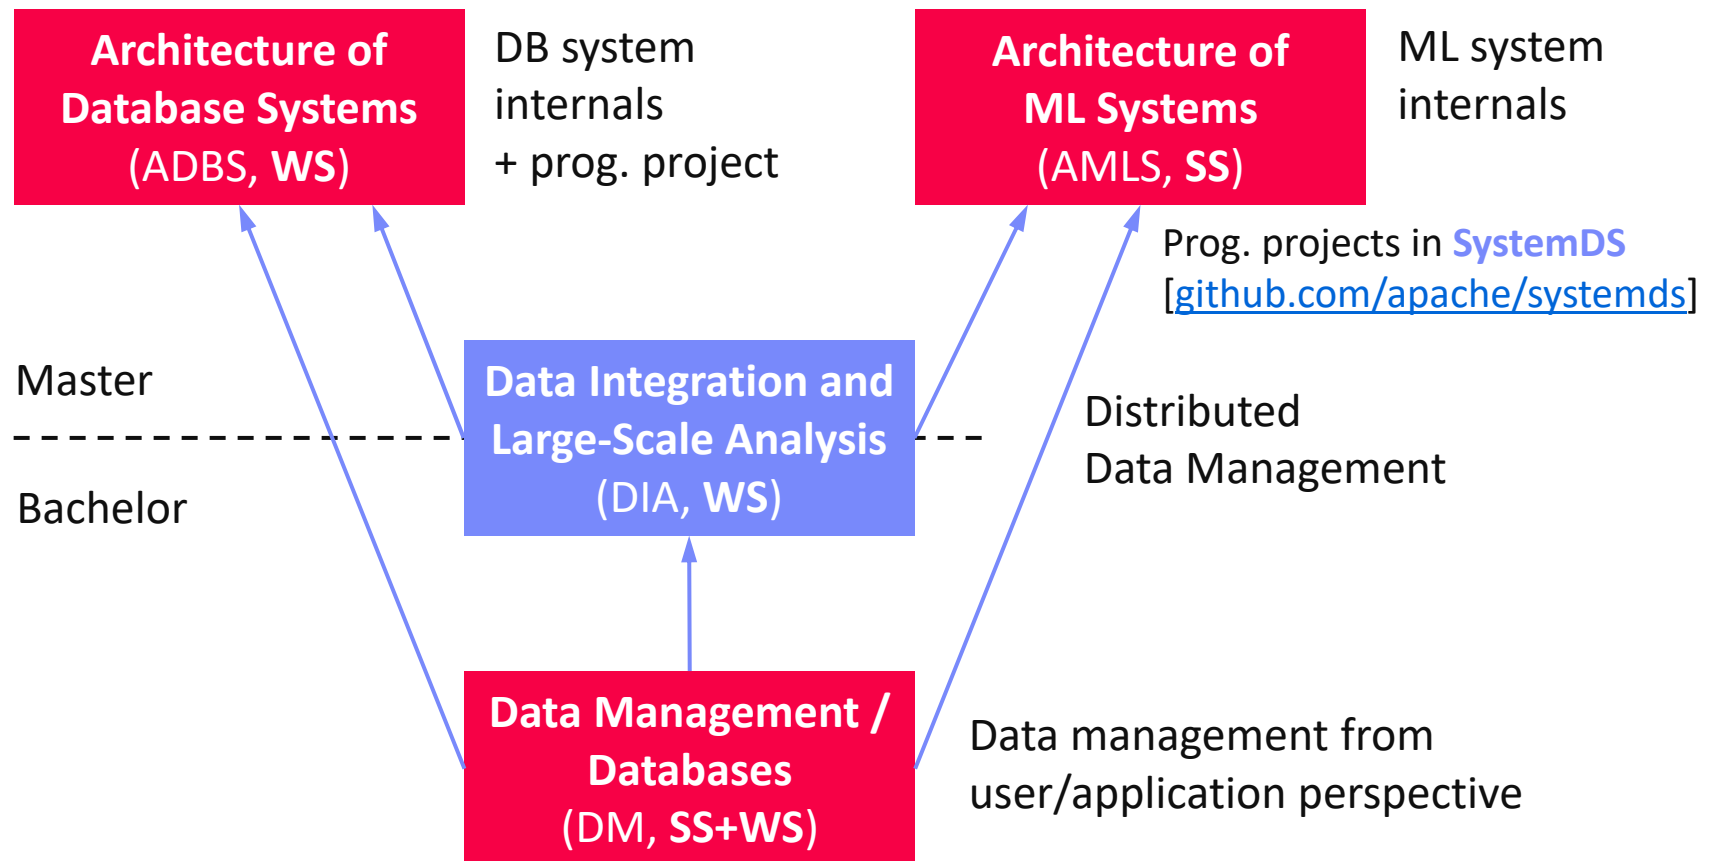 Architecture of
Database Systems
(ADBS, WS)
DB system
internals
+ prog. project
Architecture of
ML Systems
(AMLS, SS)
ML system
internals
Prog. projects in SystemDS
[github.com/apache/systemds]
Master
Bachelor
Data Integration and
Large-Scale Analysis
(DIA, WS)
Distributed
Data Management
Data Management /
Databases
(DM, SS+WS)
Data management from
user/application perspective